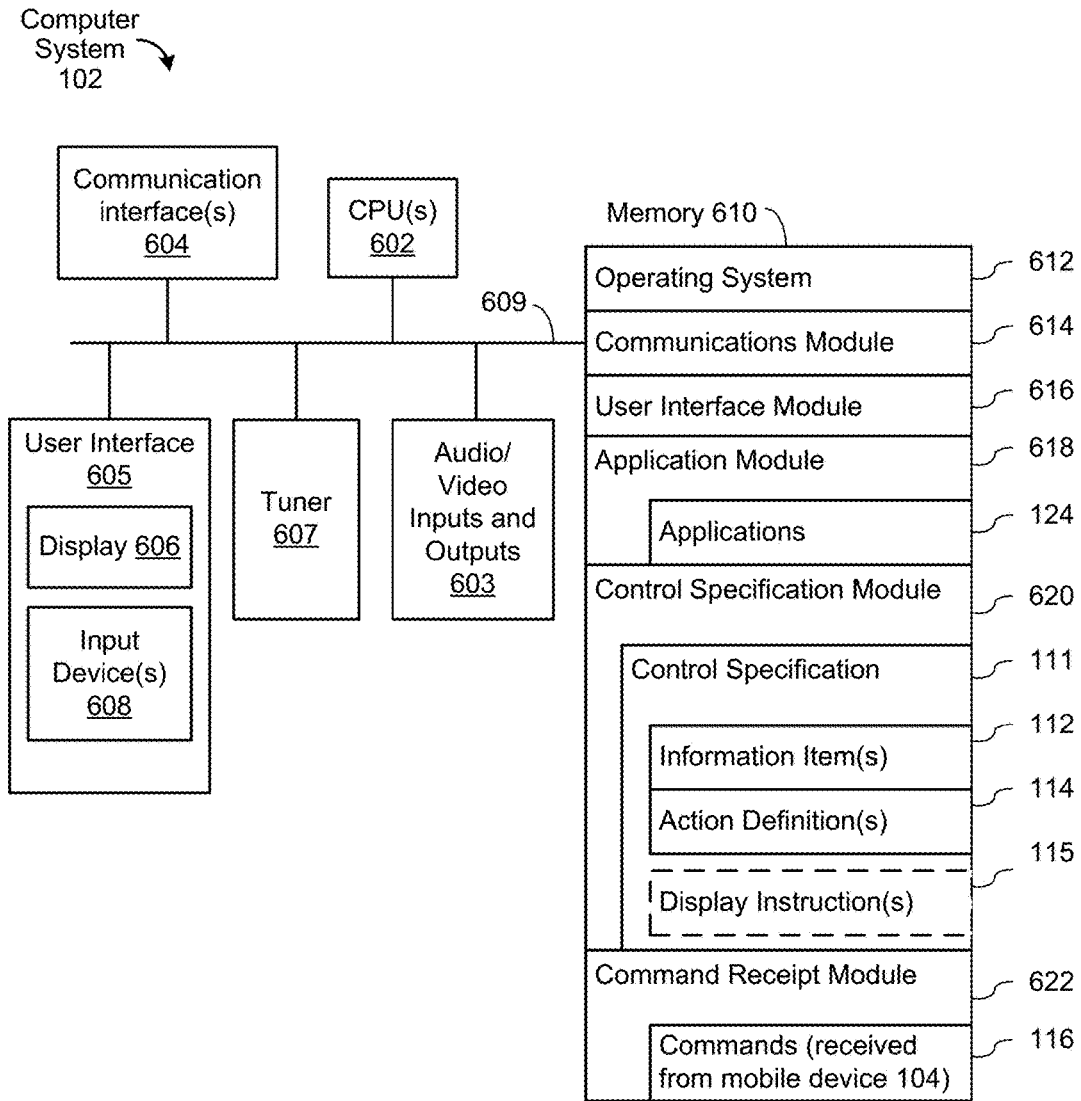 Computer
System
102
Communication
interface(s)
604
CPU(s)
602
609
User Interface
605
Display 606
Input
Device(s)
608
Tuner
607
Audio/
Video
Inputs and
Outputs
603
Memory 610
Operating System
612
Communications Module
614
User Interface Module
616
Application Module
618
Applications
124
Control Specification Module
620
Control Specification
111
Information Item(s)
112
Action Definition(s)
114
Display Instruction(s)
115
Command Receipt Module
622
Commands (received
from mobile device 104)
116